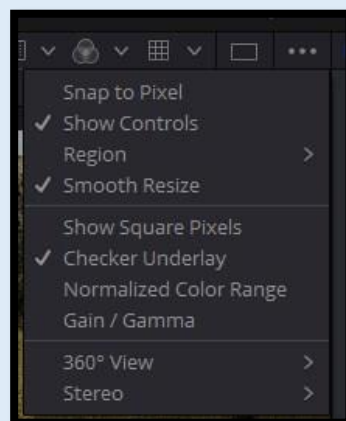 Snap to Pixel
Show Controls
Region
Smooth Resize
Show Square Pixels
Checker Underlay
Normalized Color Range
Gain / Gamma
360° View
Stereo